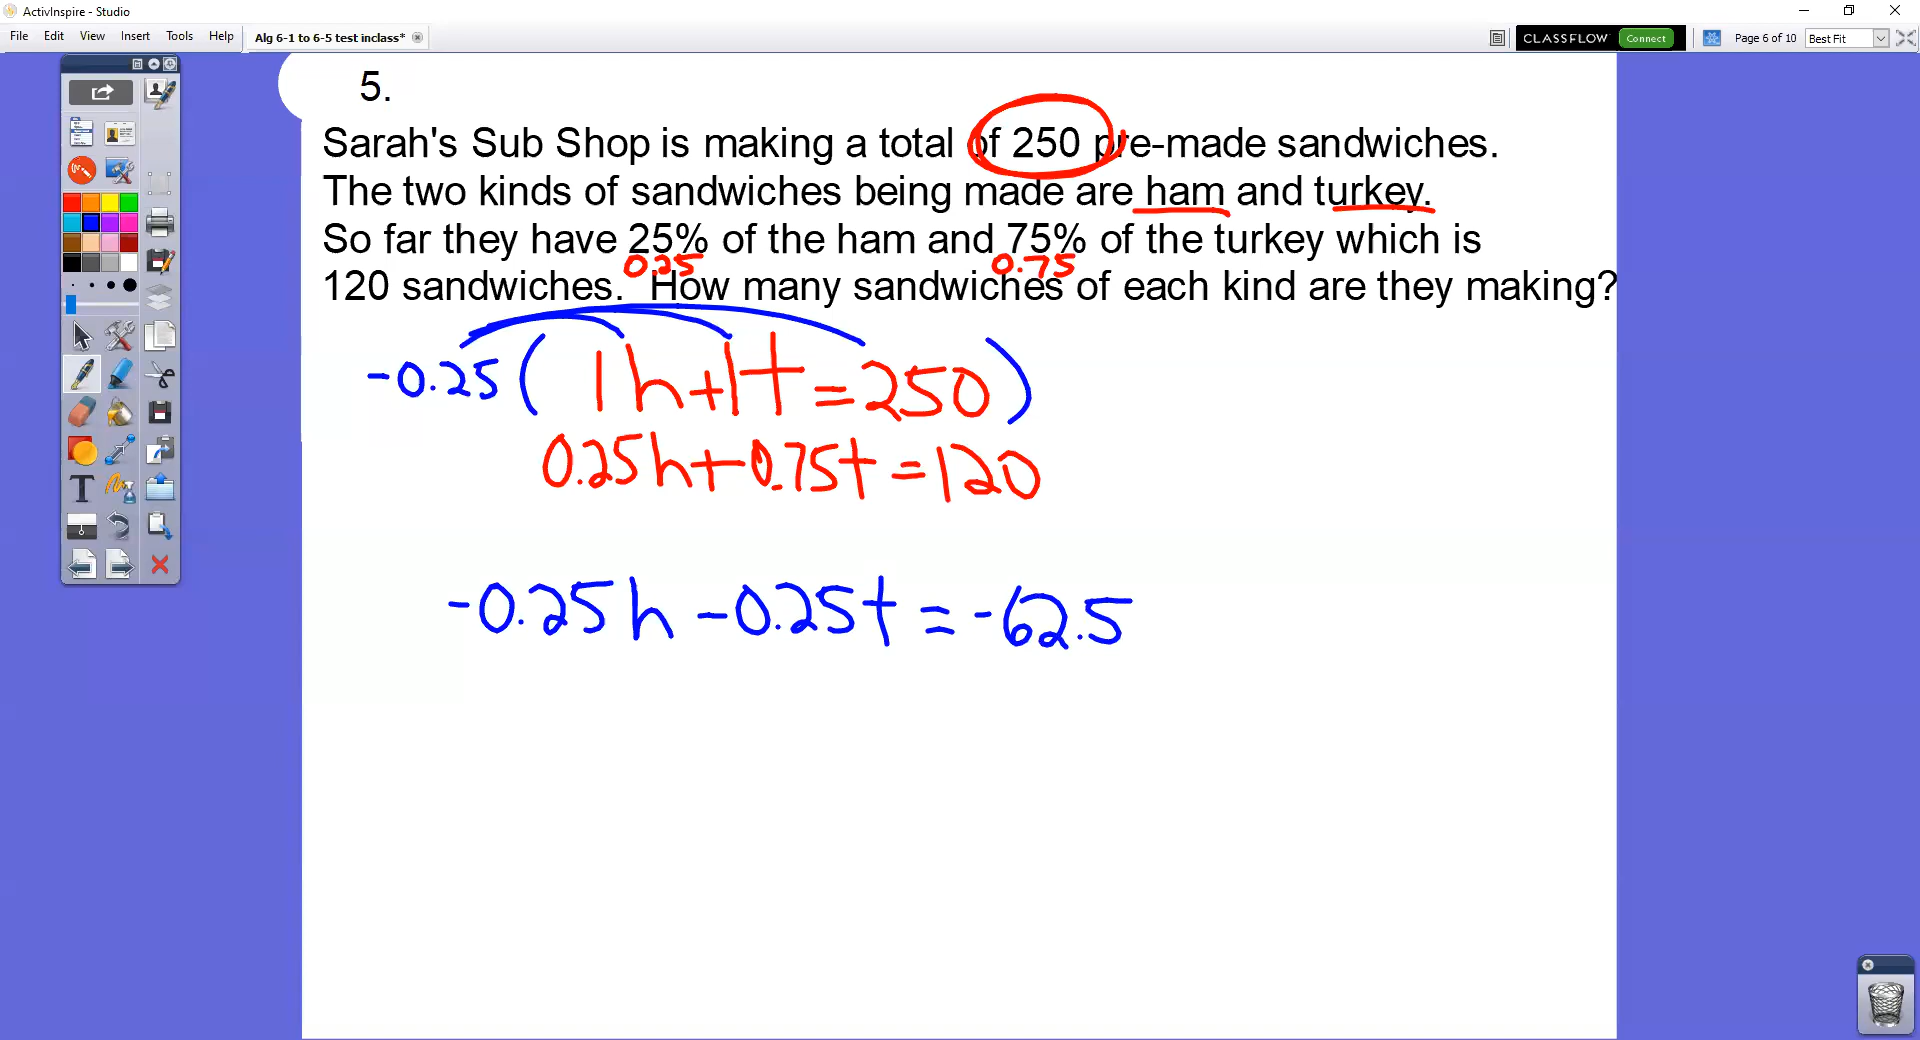 ActivInspire - Studio
File Edit View Insert Tools Help Alg 6-1 to 6-5 test inclass* CLASSFLOW Connect Page 6 of 10 Best Fit
5.
Sarah's Sub Shop is making a total of 250 pre-made sandwiches.
The two kinds of sandwiches being made are ham and turkey.
So far they have 25% of the ham and 75% of the turkey which is
0.25 0.75
120 sandwiches. How many sandwiches of each kind are they making?
-0.25 ( 1h+1t=250 )
0.25h+0.75t=120
-0.25h-0.25t=-62.5